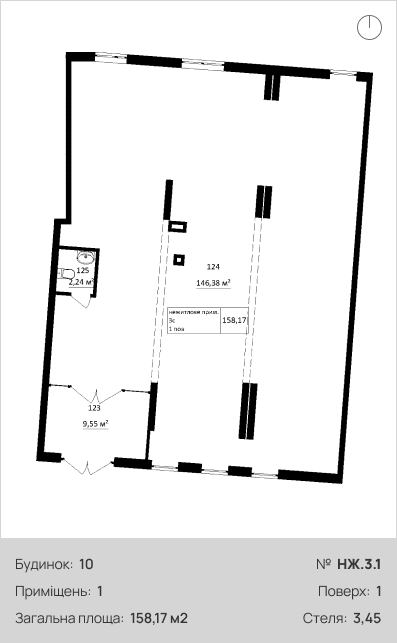 124
146,38 м²
125
2,24 м²
нежитлове прим.
3с
1 пов
158,17
123
9,55 м²
Будинок: 10
№ НЖ.3.1
Приміщень: 1
Поверх: 1
Загальна площа: 158,17 м2
Стеля: 3,45